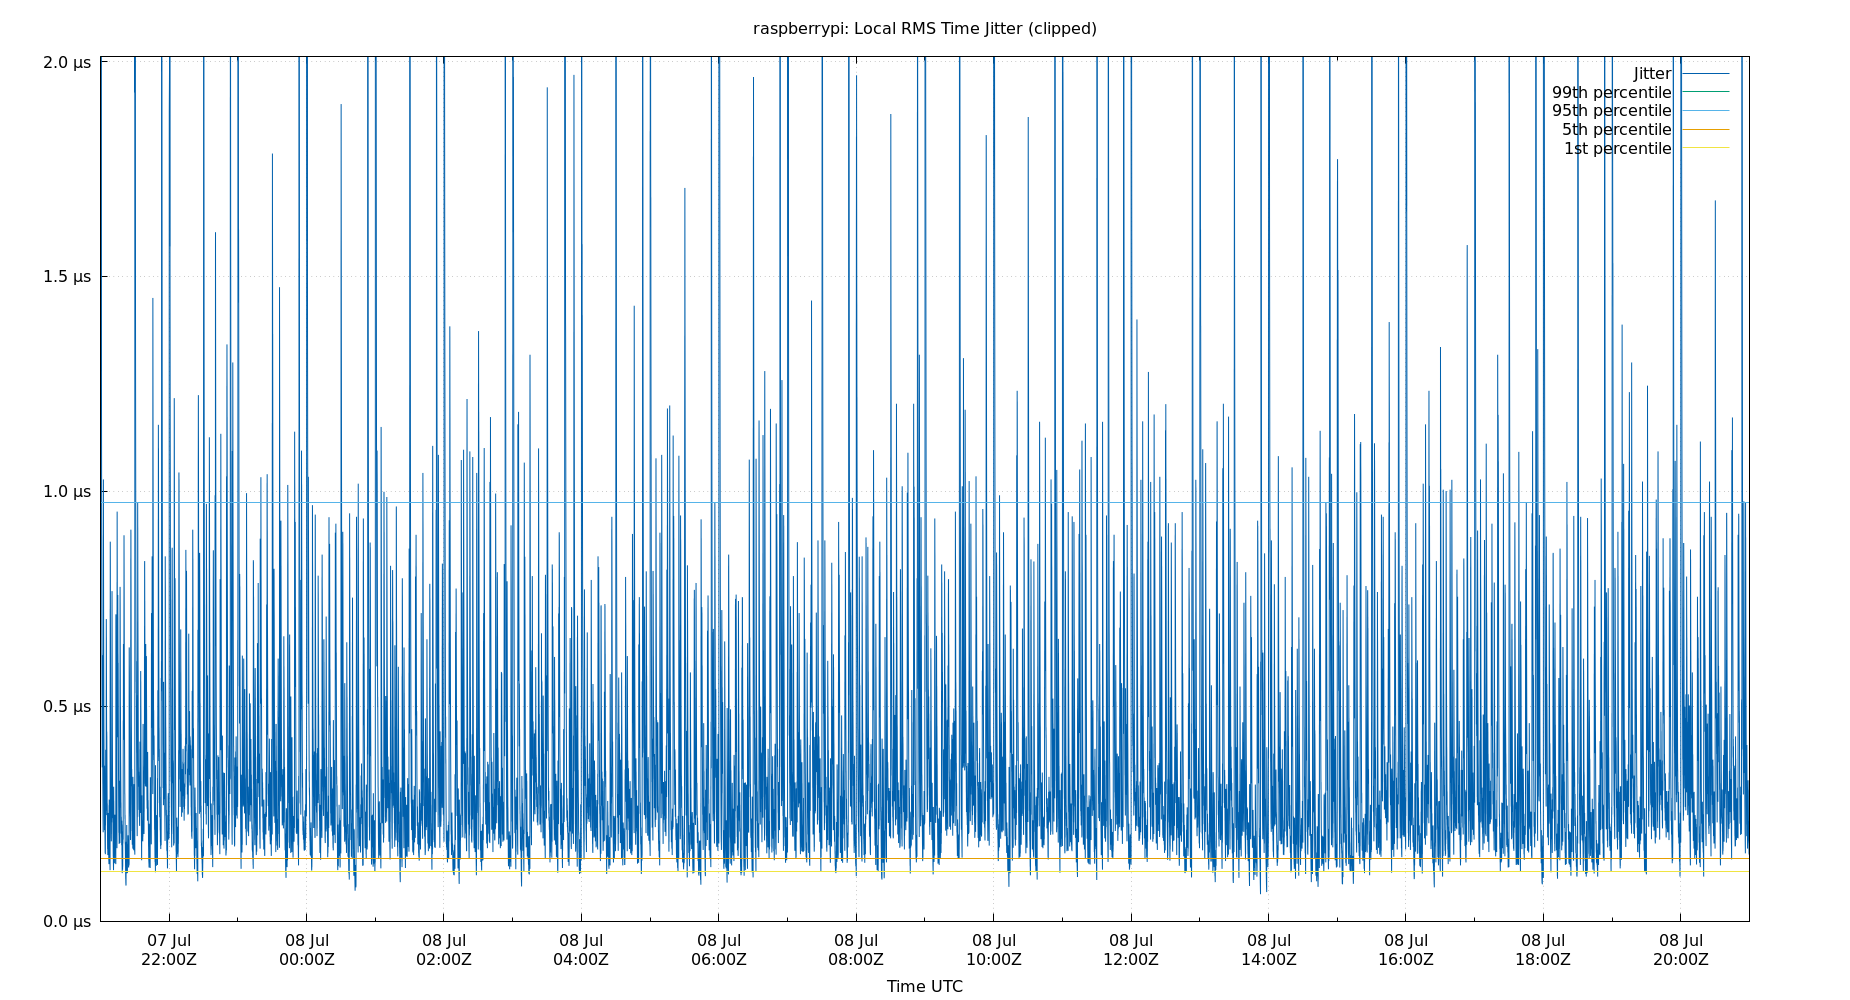 raspberrypi: Local RMS Time Jitter (clipped)
2.0 µs
1.5 µs
1.0 µs
0.5 µs
0.0 µs
Jitter
99th percentile
95th percentile
5th percentile
1st percentile
07 Jul 08 Jul 08 Jul 08 Jul 08 Jul 08 Jul 08 Jul 08 Jul 08 Jul 08 Jul 08 Jul 08 Jul
22:00Z 00:00Z 02:00Z 04:00Z 06:00Z 08:00Z 10:00Z 12:00Z 14:00Z 16:00Z 18:00Z 20:00Z
Time UTC